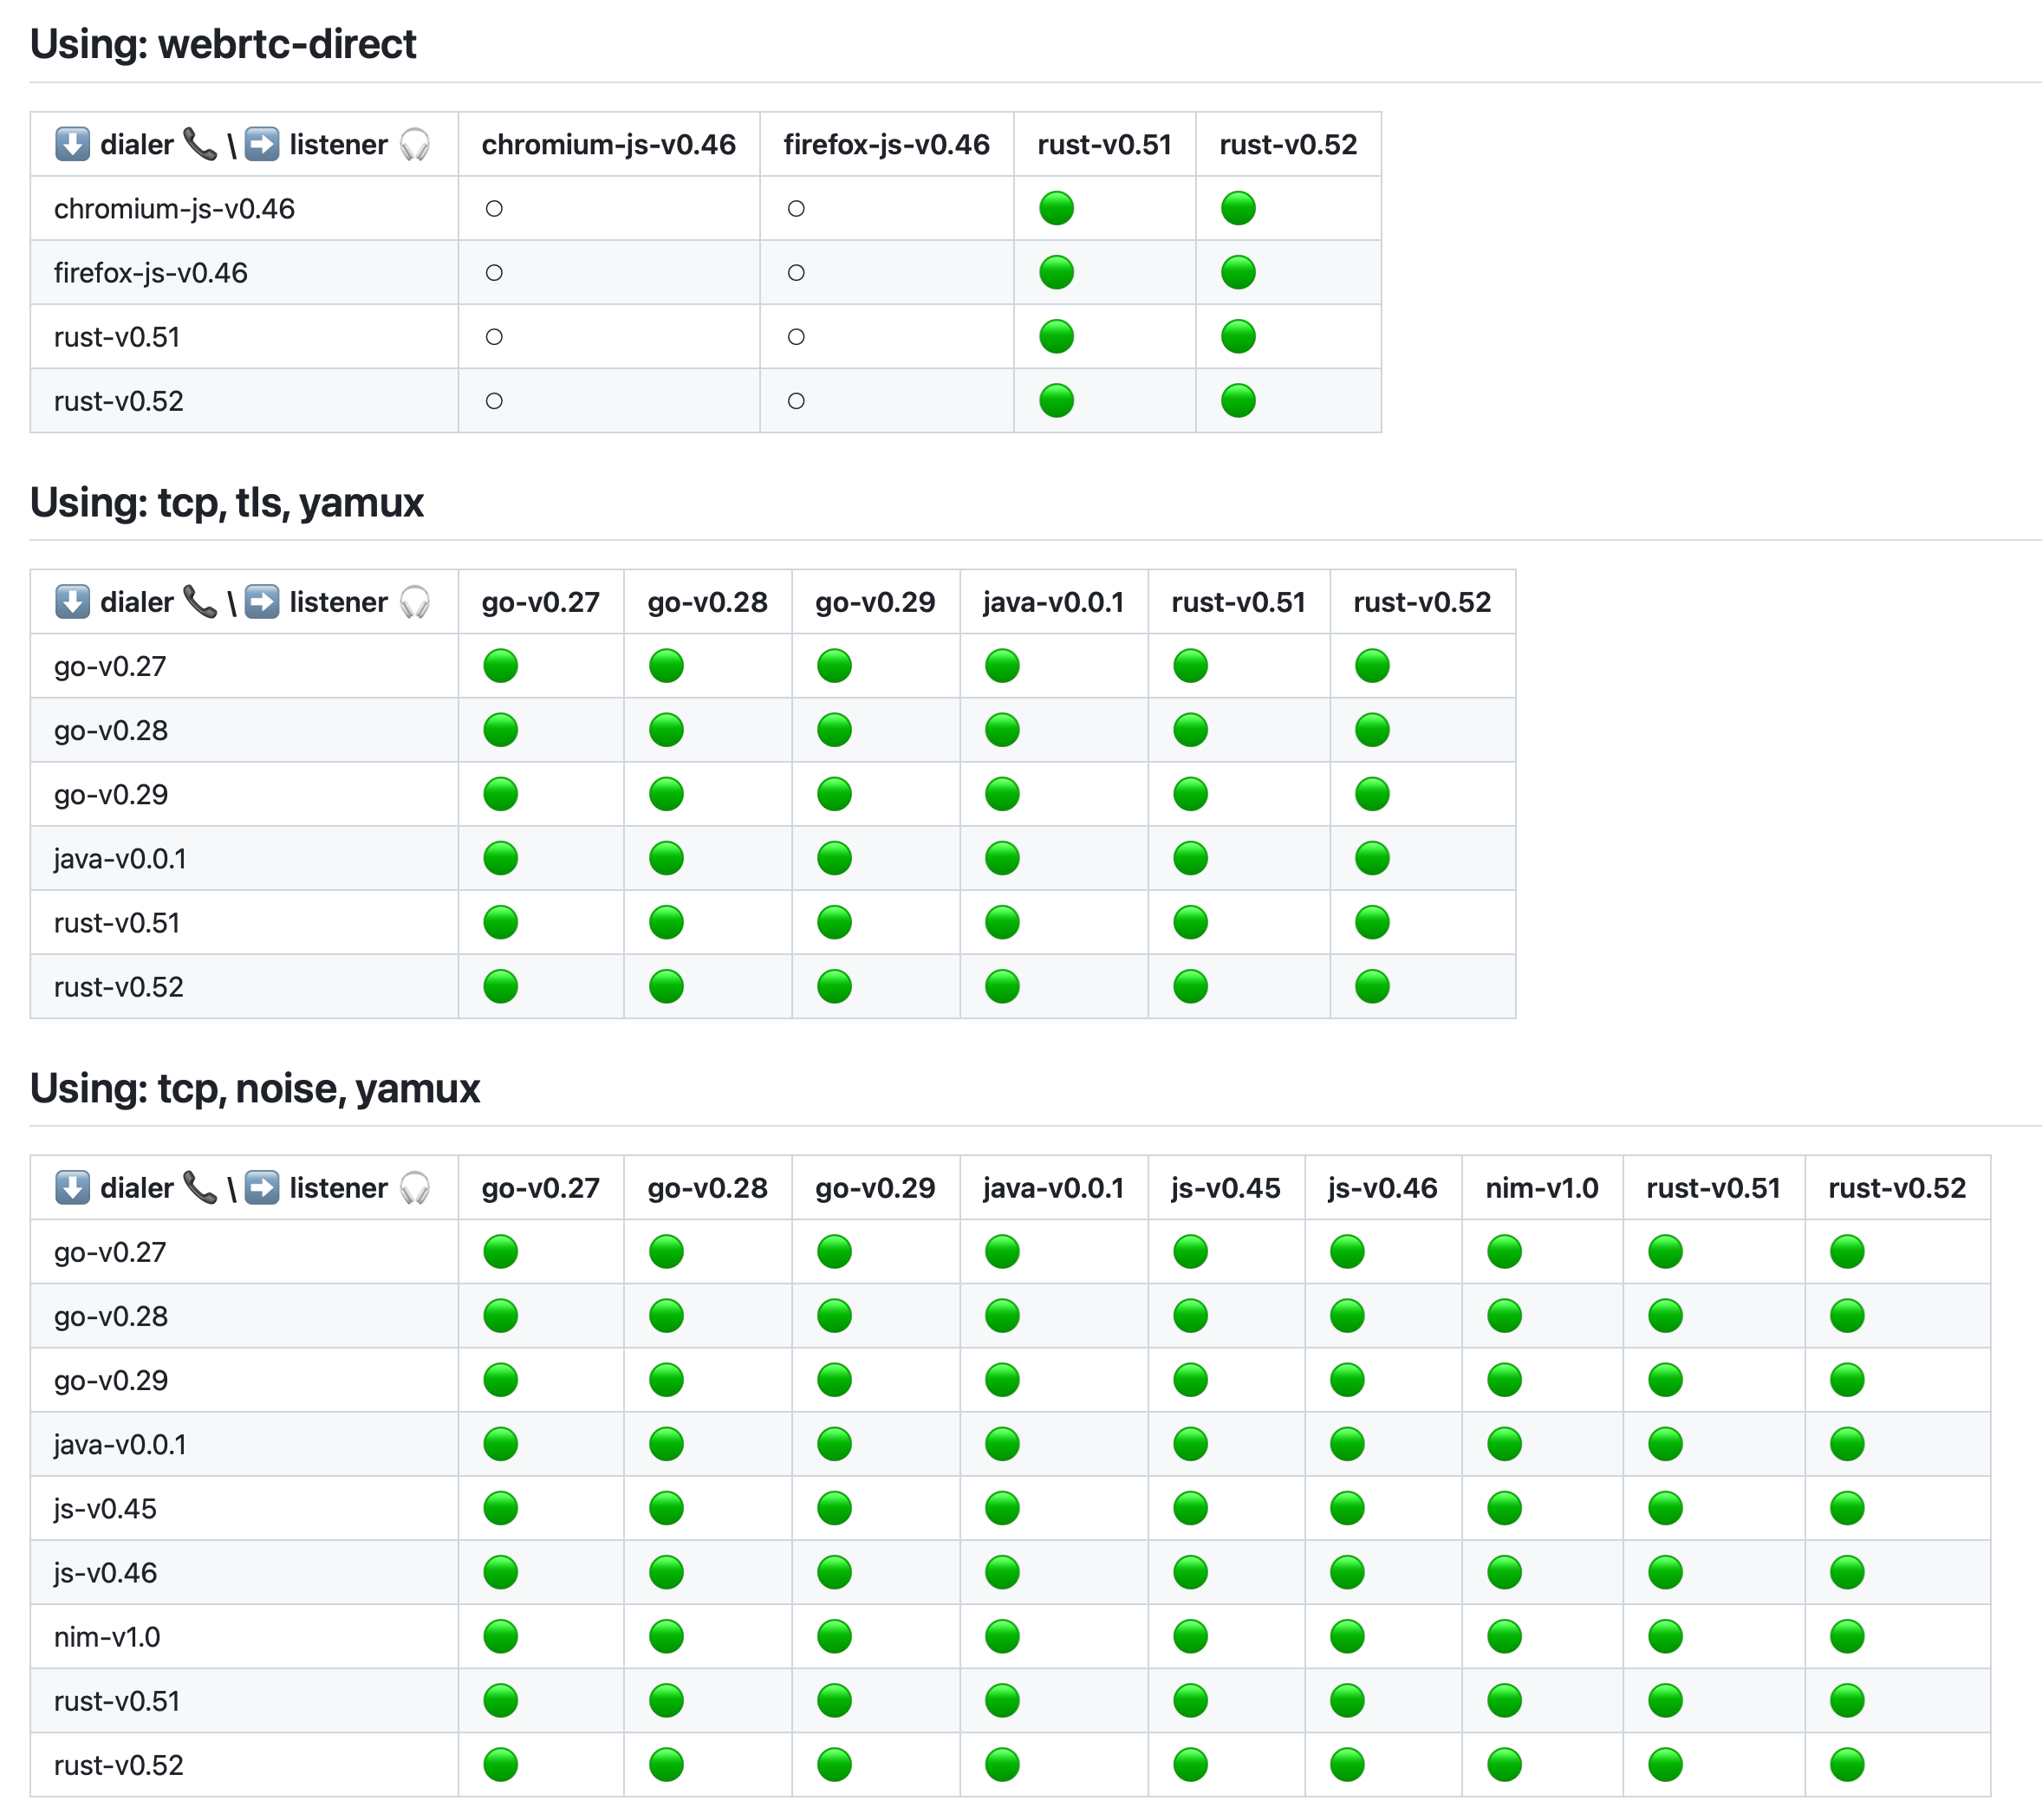 Using: webrtc-direct
⬇️ dialer 📞 \ ➡️ listener 🎧 chromium-js-v0.46 firefox-js-v0.46 rust-v0.51 rust-v0.52
chromium-js-v0.46 ○ ○ 🟢 🟢
firefox-js-v0.46 ○ ○ 🟢 🟢
rust-v0.51 ○ ○ 🟢 🟢
rust-v0.52 ○ ○ 🟢 🟢
Using: tcp, tls, yamux
⬇️ dialer 📞 \ ➡️ listener 🎧 go-v0.27 go-v0.28 go-v0.29 java-v0.0.1 rust-v0.51 rust-v0.52
go-v0.27 🟢 🟢 🟢 🟢 🟢 🟢
go-v0.28 🟢 🟢 🟢 🟢 🟢 🟢
go-v0.29 🟢 🟢 🟢 🟢 🟢 🟢
java-v0.0.1 🟢 🟢 🟢 🟢 🟢 🟢
rust-v0.51 🟢 🟢 🟢 🟢 🟢 🟢
rust-v0.52 🟢 🟢 🟢 🟢 🟢 🟢
Using: tcp, noise, yamux
⬇️ dialer 📞 \ ➡️ listener 🎧 go-v0.27 go-v0.28 go-v0.29 java-v0.0.1 js-v0.45 js-v0.46 nim-v1.0 rust-v0.51 rust-v0.52
go-v0.27 🟢 🟢 🟢 🟢 🟢 🟢 🟢 🟢 🟢
go-v0.28 🟢 🟢 🟢 🟢 🟢 🟢 🟢 🟢 🟢
go-v0.29 🟢 🟢 🟢 🟢 🟢 🟢 🟢 🟢 🟢
java-v0.0.1 🟢 🟢 🟢 🟢 🟢 🟢 🟢 🟢 🟢
js-v0.45 🟢 🟢 🟢 🟢 🟢 🟢 🟢 🟢 🟢
js-v0.46 🟢 🟢 🟢 🟢 🟢 🟢 🟢 🟢 🟢
nim-v1.0 🟢 🟢 🟢 🟢 🟢 🟢 🟢 🟢 🟢
rust-v0.51 🟢 🟢 🟢 🟢 🟢 🟢 🟢 🟢 🟢
rust-v0.52 🟢 🟢 🟢 🟢 🟢 🟢 🟢 🟢 🟢